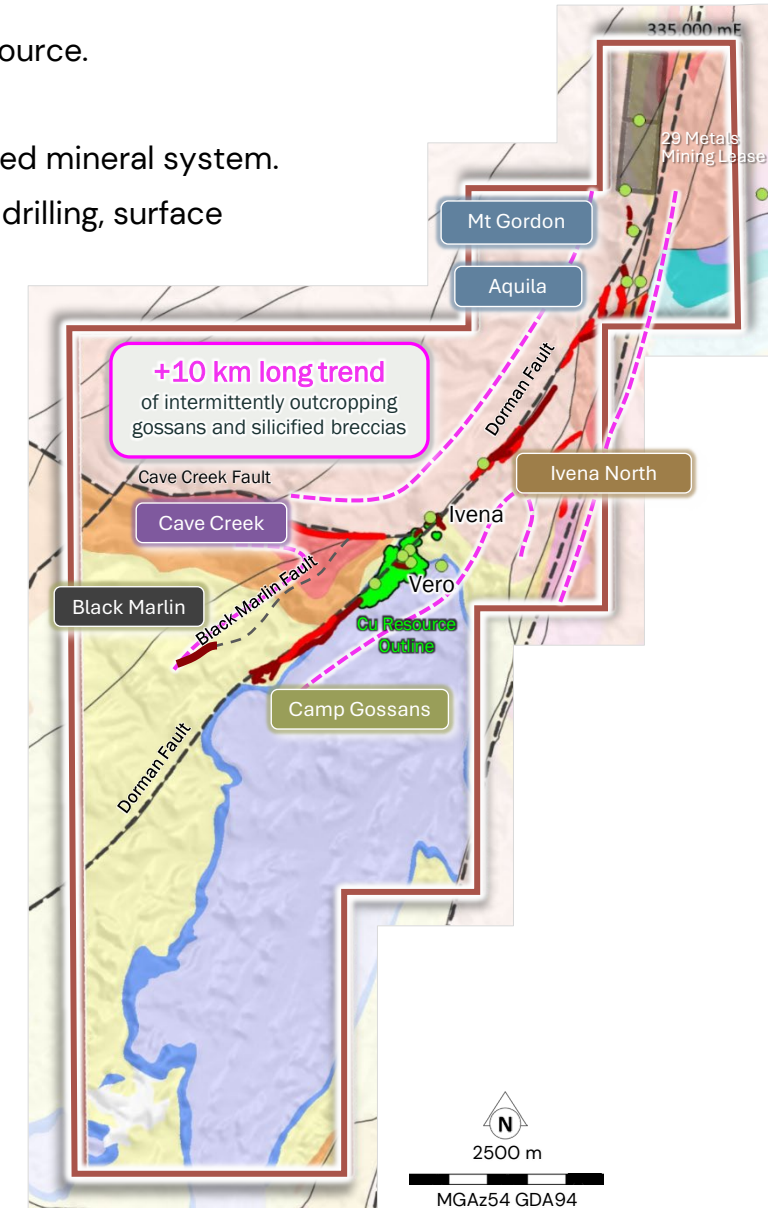 ource.
ed mineral system.
drilling, surface
335,000 mE
29 Metals
Mining Lease
Mt Gordon
Aquila
+10 km long trend
of intermittently outcropping
gossans and silicified breccias
Dorman Fault
Cave Creek Fault
Ivena North
Cave Creek
Ivena
Black Marlin Fault
Vero
Black Marlin
Cu Resource
Outline
Camp Gossans
Dorman Fault
N
2500 m
MGAz54 GDA94